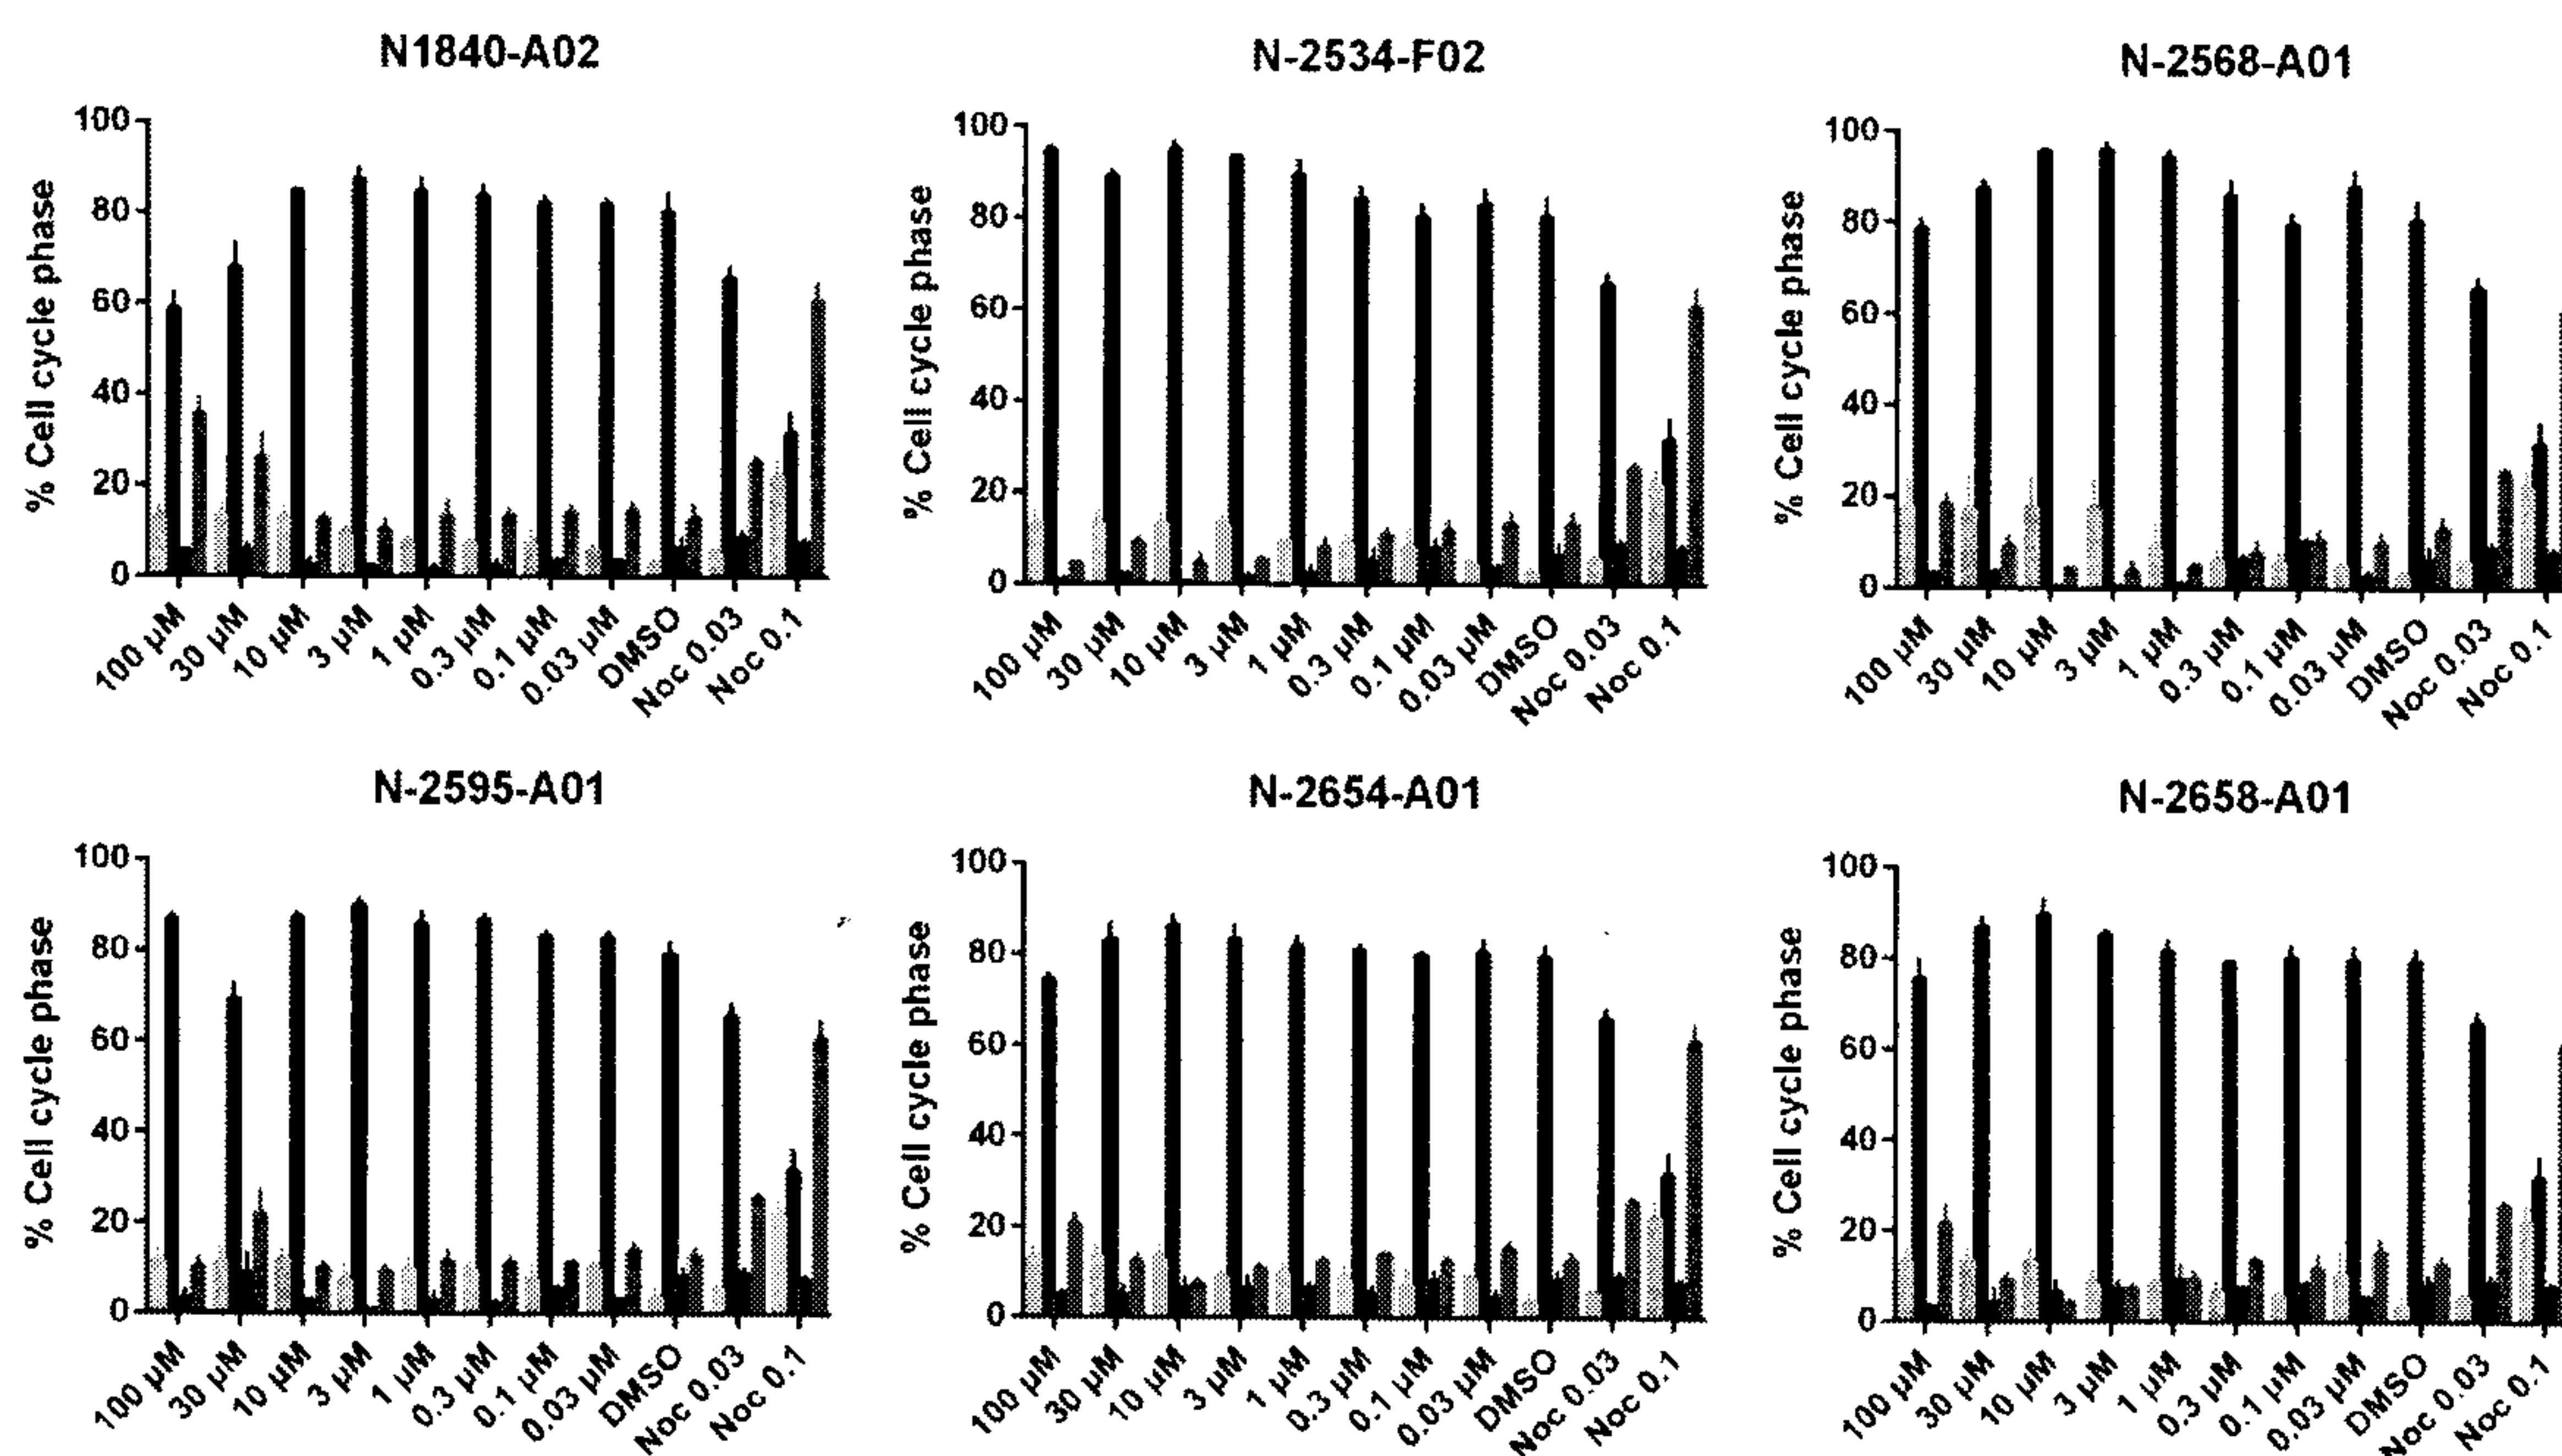 N1840-A02
% Cell cycle phase
100
80
60
40
20
0
100 µM
30 µM
10 µM
3 µM
1 µM
0.3 µM
0.1 µM
0.03 µM
DMSO
Noc 0.03
Noc 0.1
N-2534-F02
% Cell cycle phase
100
80
60
40
20
0
100 µM
30 µM
10 µM
3 µM
1 µM
0.3 µM
0.1 µM
0.03 µM
DMSO
Noc 0.03
Noc 0.1
N-2568-A01
% Cell cycle phase
100
80
60
40
20
0
100 µM
30 µM
10 µM
3 µM
1 µM
0.3 µM
0.1 µM
0.03 µM
DMSO
Noc 0.03
Noc 0.1
N-2595-A01
% Cell cycle phase
100
80
60
40
20
0
100 µM
30 µM
10 µM
3 µM
1 µM
0.3 µM
0.1 µM
0.03 µM
DMSO
Noc 0.03
Noc 0.1
N-2654-A01
% Cell cycle phase
100
80
60
40
20
0
100 µM
30 µM
10 µM
3 µM
1 µM
0.3 µM
0.1 µM
0.03 µM
DMSO
Noc 0.03
Noc 0.1
N-2658-A01
% Cell cycle phase
100
80
60
40
20
0
100 µM
30 µM
10 µM
3 µM
1 µM
0.3 µM
0.1 µM
0.03 µM
DMSO
Noc 0.03
Noc 0.1